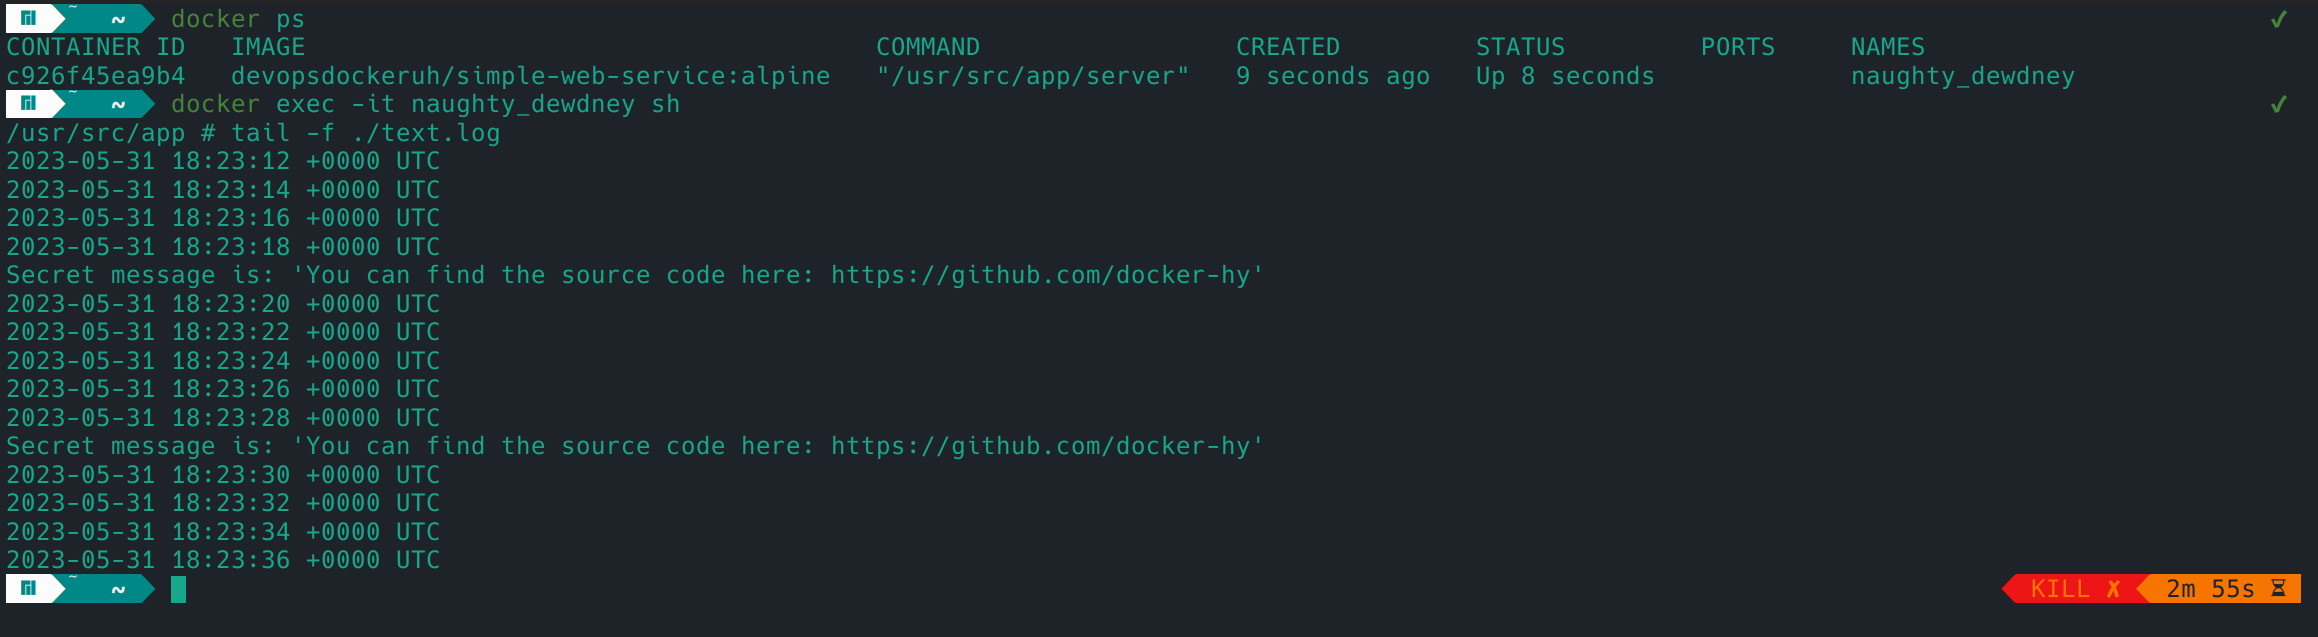 ~ ~ docker ps ✓
CONTAINER ID IMAGE COMMAND CREATED STATUS PORTS NAMES
c926f45ea9b4 devopsdockeruh/simple-web-service:alpine "/usr/src/app/server" 9 seconds ago Up 8 seconds naughty_dewdney
~ ~ docker exec -it naughty_dewdney sh ✓
/usr/src/app # tail -f ./text.log
2023-05-31 18:23:12 +0000 UTC
2023-05-31 18:23:14 +0000 UTC
2023-05-31 18:23:16 +0000 UTC
2023-05-31 18:23:18 +0000 UTC
Secret message is: 'You can find the source code here: https://github.com/docker-hy'
2023-05-31 18:23:20 +0000 UTC
2023-05-31 18:23:22 +0000 UTC
2023-05-31 18:23:24 +0000 UTC
2023-05-31 18:23:26 +0000 UTC
2023-05-31 18:23:28 +0000 UTC
Secret message is: 'You can find the source code here: https://github.com/docker-hy'
2023-05-31 18:23:30 +0000 UTC
2023-05-31 18:23:32 +0000 UTC
2023-05-31 18:23:34 +0000 UTC
2023-05-31 18:23:36 +0000 UTC
~ ~ KILL ✗ 2m 55s ⌛